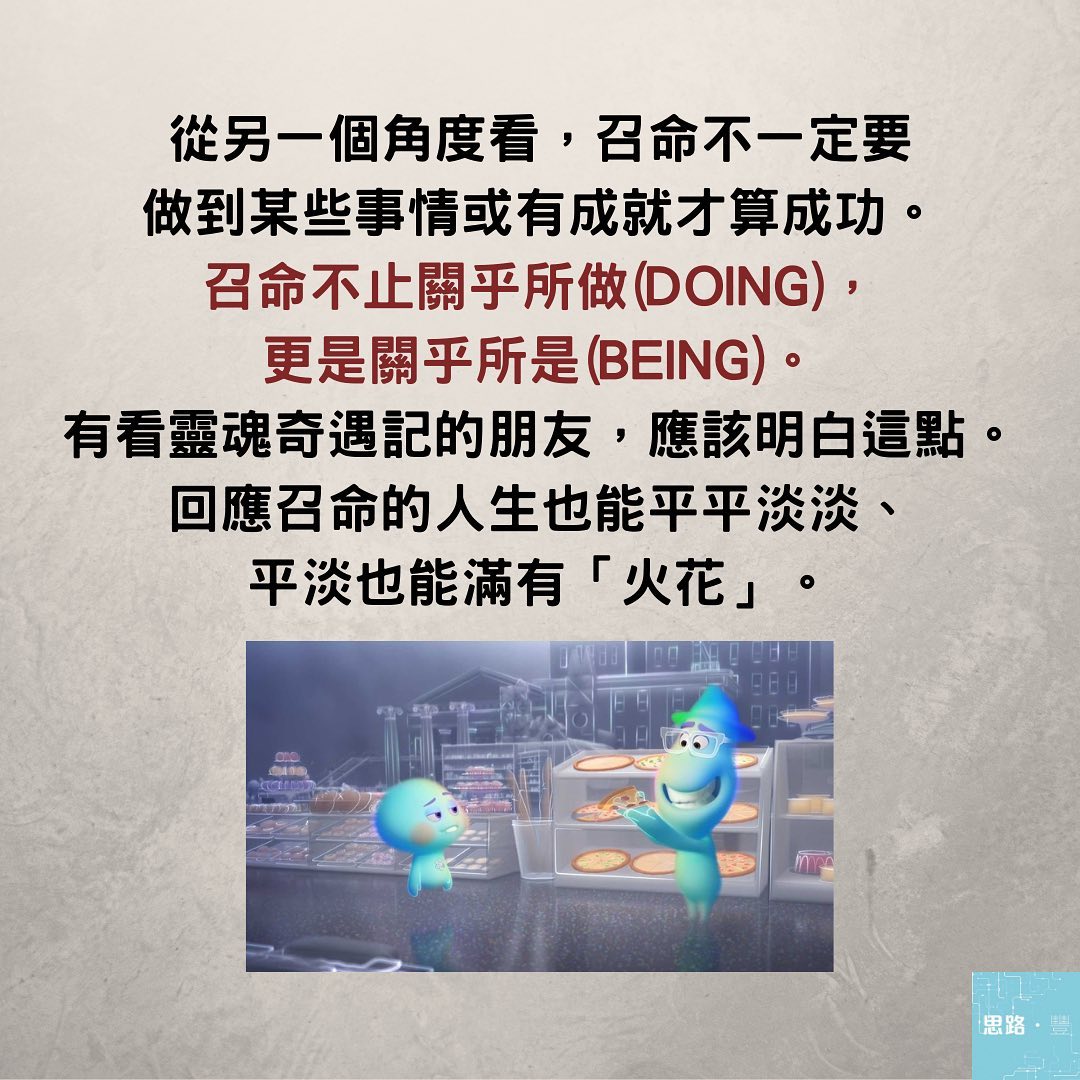 從另一個角度看，召命不一定要
做到某些事情或有成就才算成功。
召命不止關乎所做(DOING)，
更是關乎所是(BEING)。
有看靈魂奇遇記的朋友，應該明白這點。
回應召命的人生也能平平淡淡、
平淡也能滿有「火花」。
思路·豐